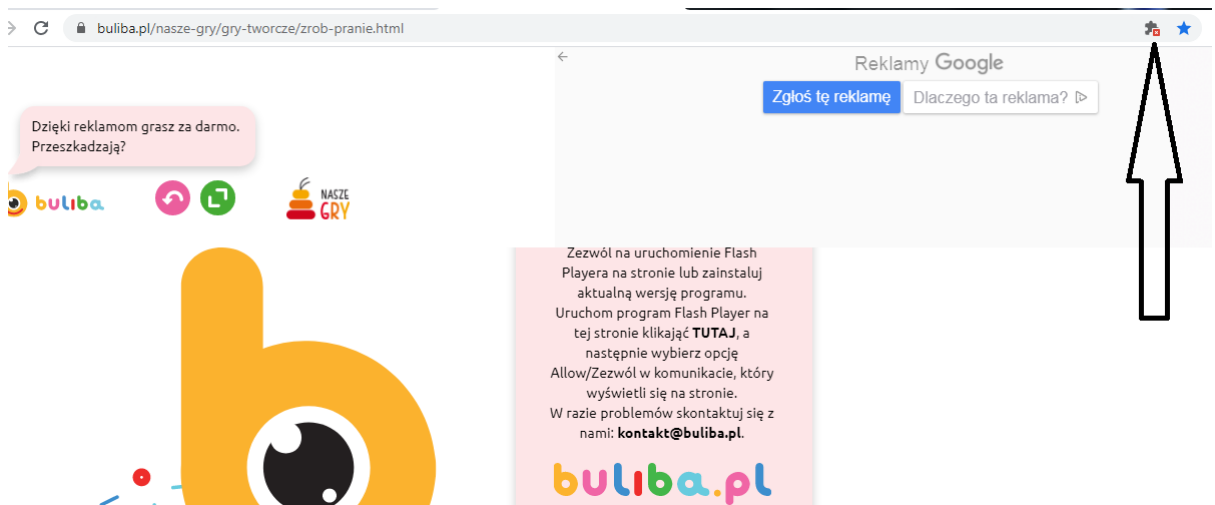 buliba.pl/nasze-gry/gry-tworcze/zrob-pranie.html
Reklamy Google
Zgłoś tę reklamę
Dlaczego ta reklama?
Dzięki reklamom grasz za darmo.
Przeszkadzają?
buliba
NASZE
GRY
Zezwól na uruchomienie Flash
Playera na stronie lub zainstaluj
aktualną wersję programu.
Uruchom program Flash Player na
tej stronie klikająć TUTAJ, a
następnie wybierz opcję
Allow/Zezwól w komunikacie, który
wyświetli się na stronie.
W razie problemów skontaktuj się z
nami: kontakt@buliba.pl.
buliba.pl